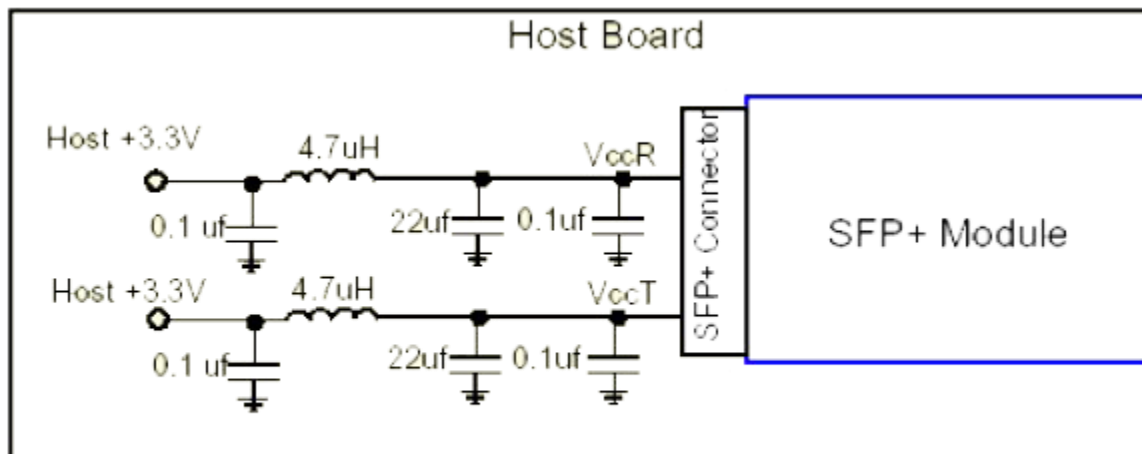 Host Board
Host +3.3V
4.7uH
VccR
0.1 uf
22uf
0.1uf
SFP+ Connector
SFP+ Module
Host +3.3V
4.7uH
VccT
0.1 uf
22uf
0.1uf